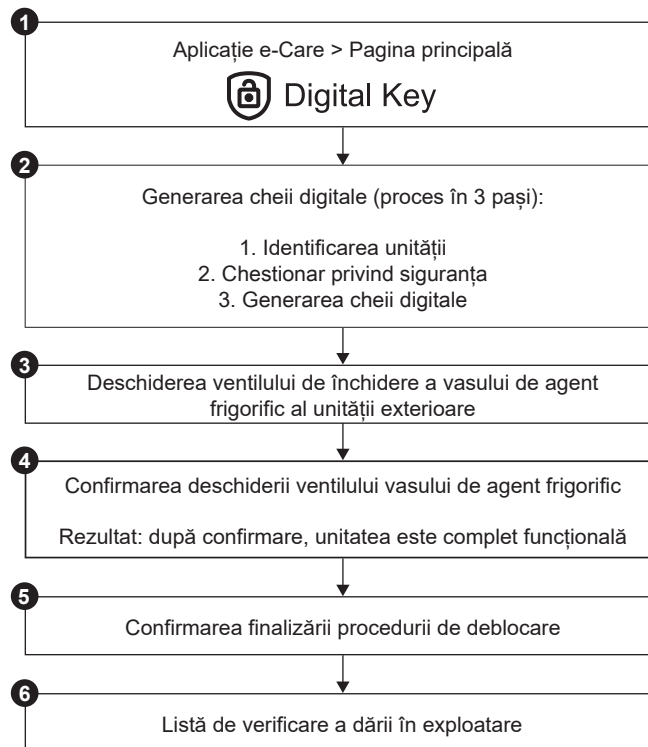 1
Aplicație e-Care > Pagina principală
Digital Key
2
Generarea cheii digitale (proces în 3 pași):
1. Identificarea unității
2. Chestionar privind siguranța
3. Generarea cheii digitale
3
Deschiderea ventilului de închidere a vasului de agent
frigorific al unității exterioare
4
Confirmarea deschiderii ventilului vasului de agent frigorific
Rezultat: după confirmare, unitatea este complet funcțională
5
Confirmarea finalizării procedurii de deblocare
6
Listă de verificare a dării în exploatare